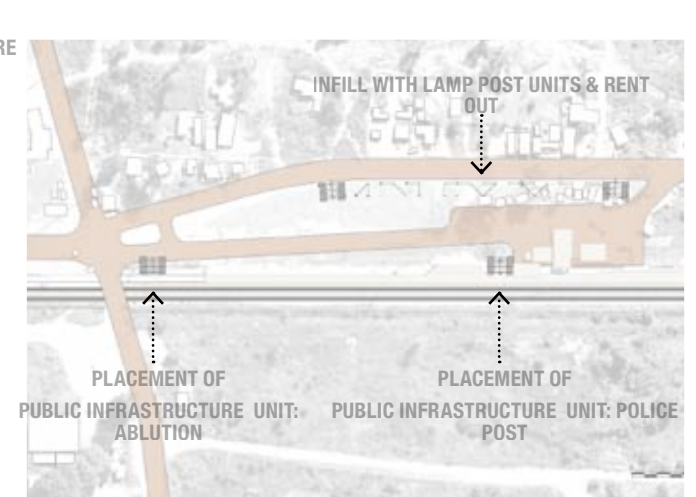 RE
INFILL WITH LAMP POST UNITS & RENT
OUT
PLACEMENT OF
PUBLIC INFRASTRUCTURE UNIT:
ABLUTION
PLACEMENT OF
PUBLIC INFRASTRUCTURE UNIT: POLICE
POST